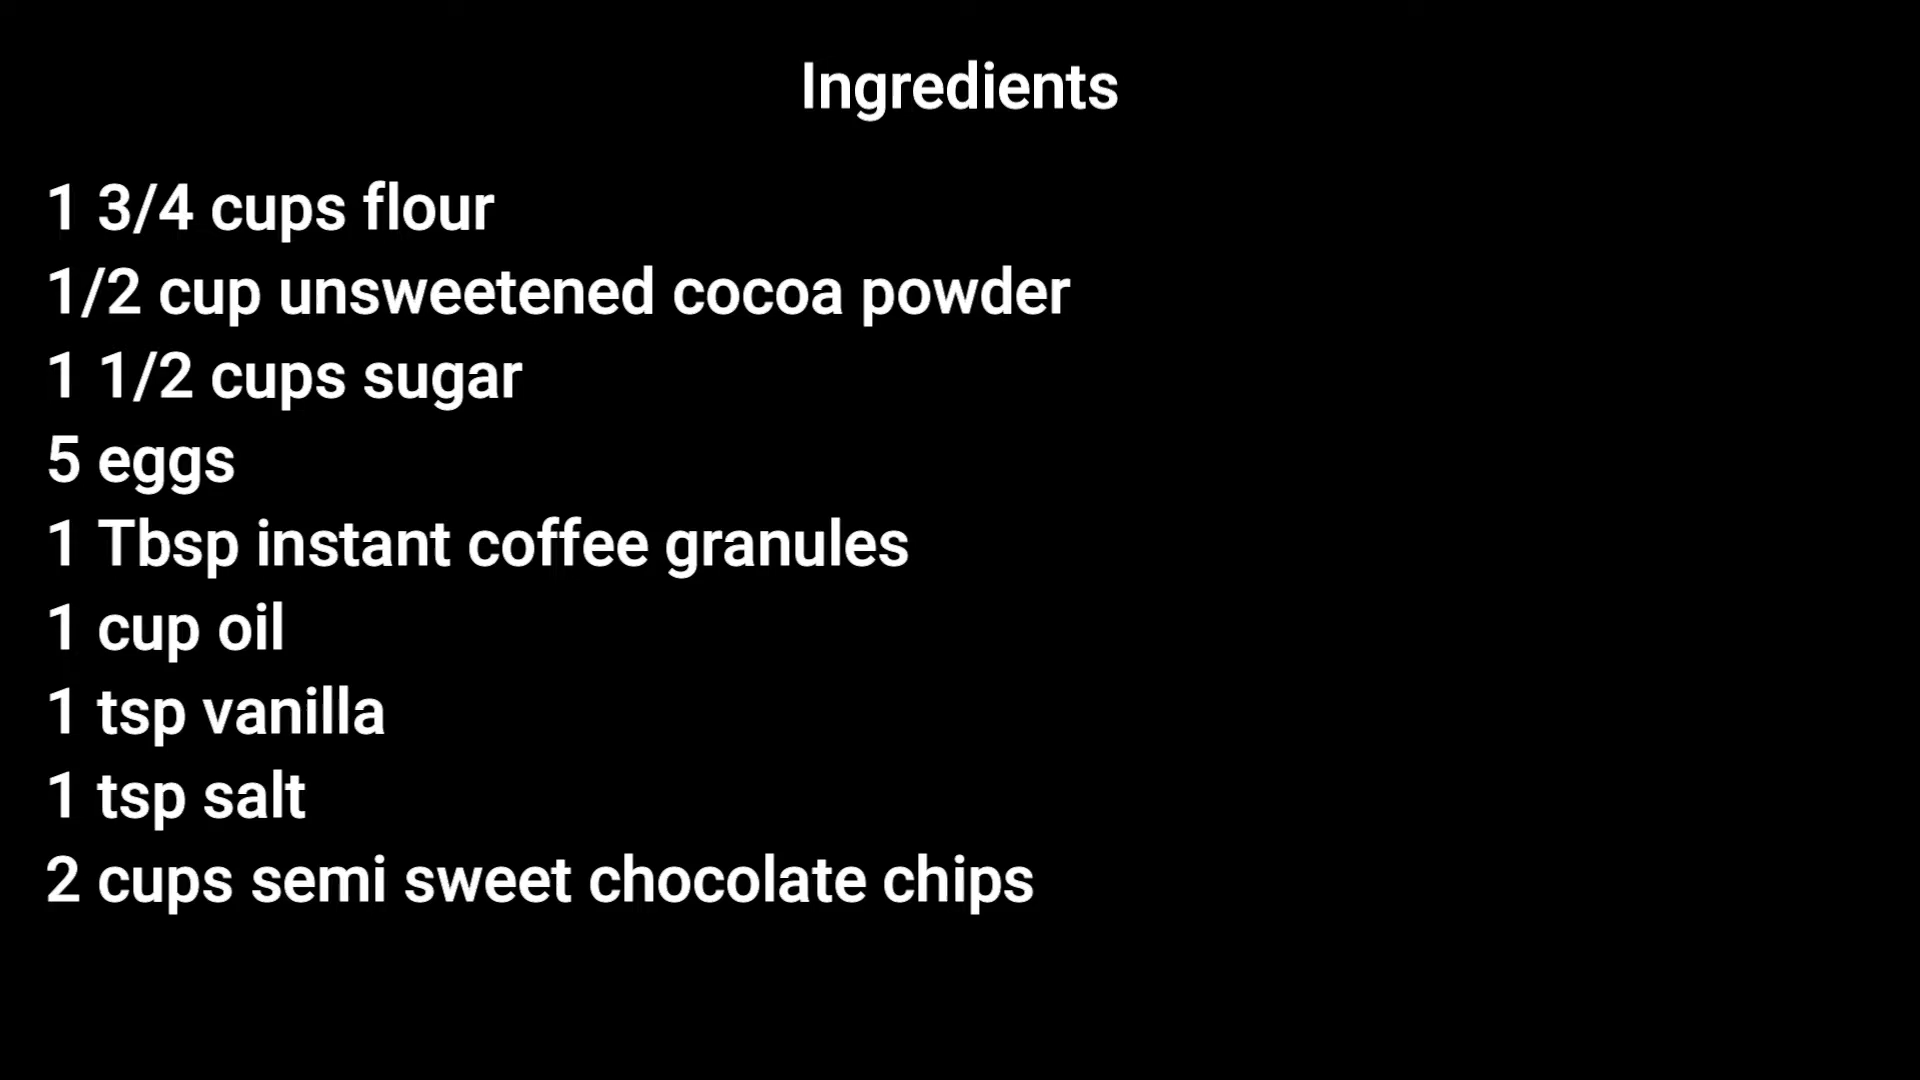 Ingredients
1 3/4 cups flour
1/2 cup unsweetened cocoa powder
1 1/2 cups sugar
5 eggs
1 Tbsp instant coffee granules
1 cup oil
1 tsp vanilla
1 tsp salt
2 cups semi sweet chocolate chips